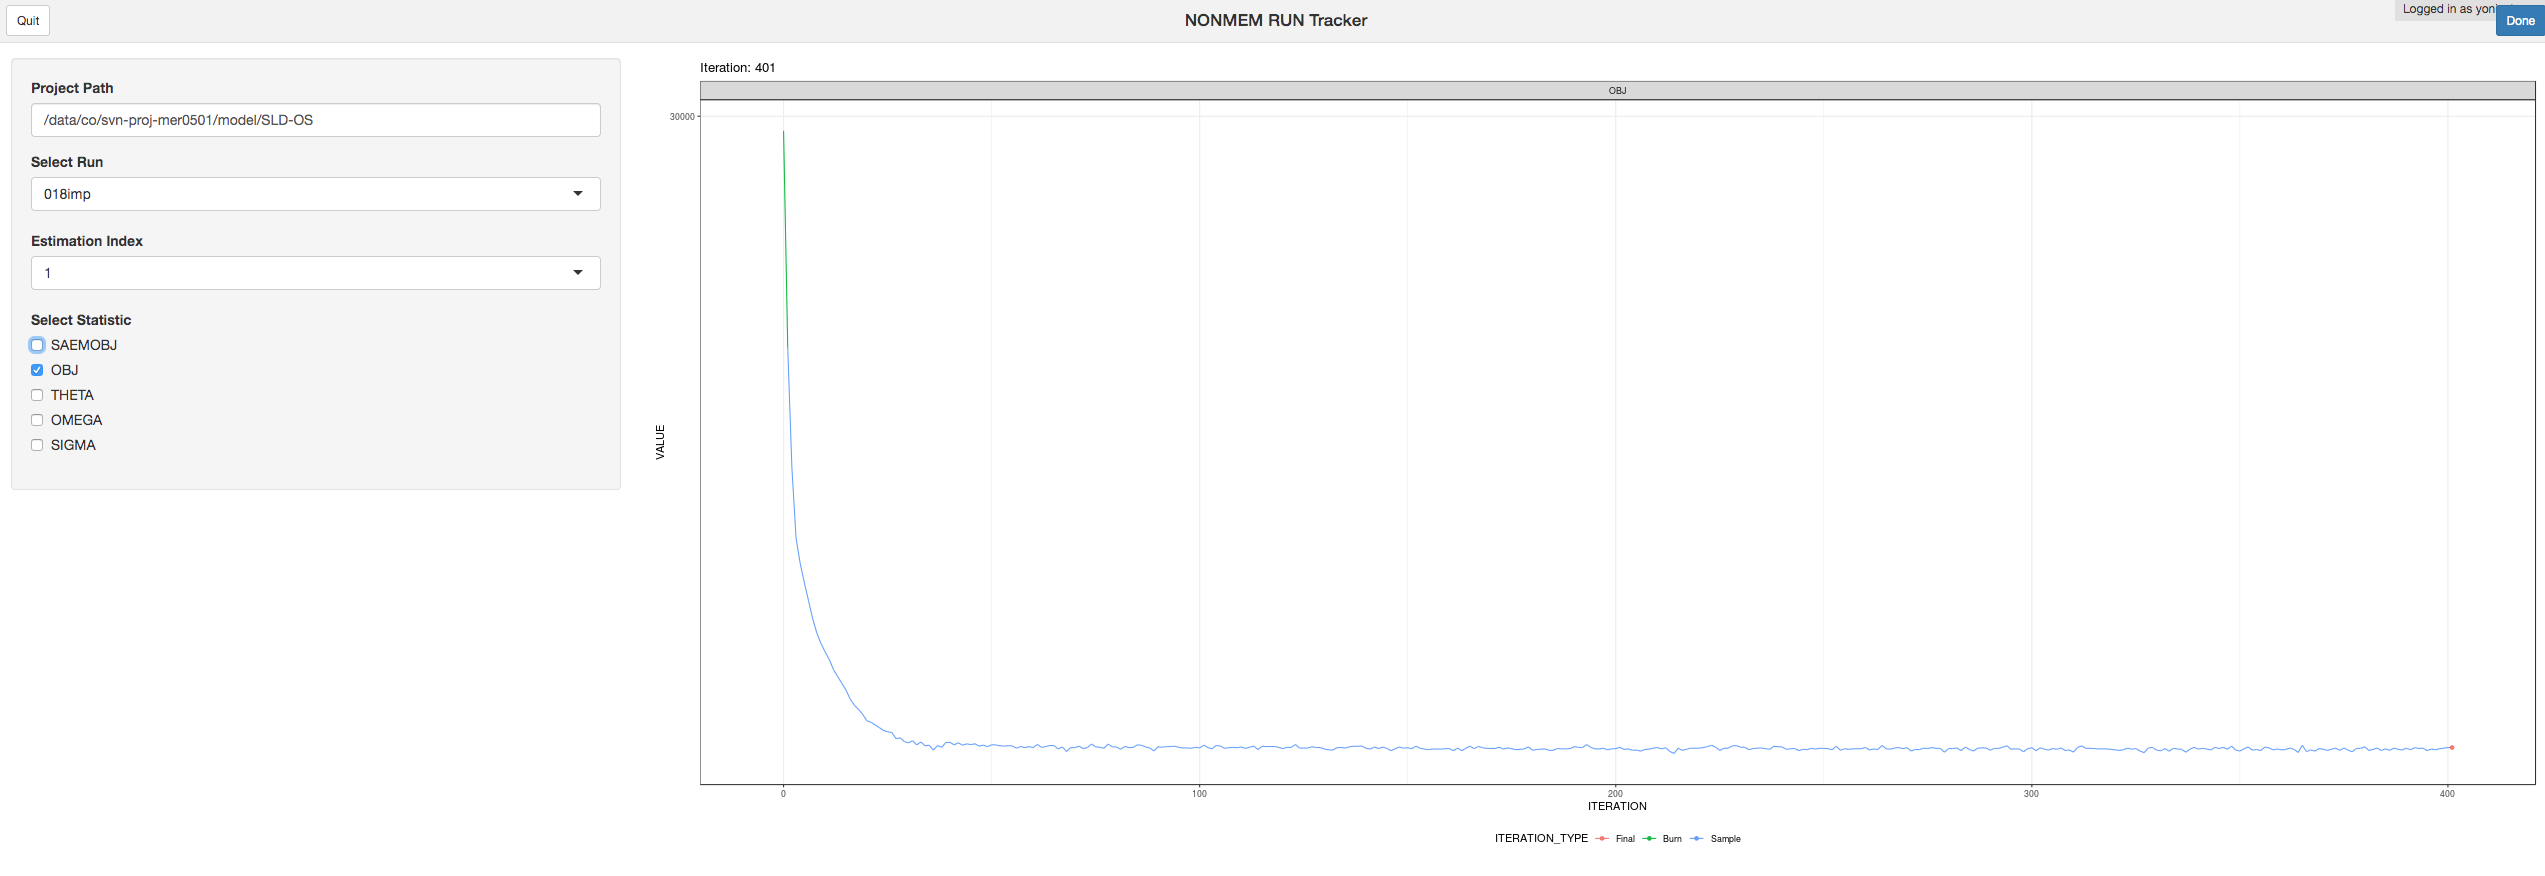 Quit
NONMEM RUN Tracker
Logged in as
Done
Project Path
/data/co/svn-proj-mer0501/model/SLD-OS
Select Run
018imp
Estimation Index
1
Select Statistic
SAEMOBJ
OBJ
THETA
OMEGA
SIGMA
Iteration: 401
OBJ
30000
VALUE
0 100 200 300 400
ITERATION
ITERATION_TYPE Final Burn Sample